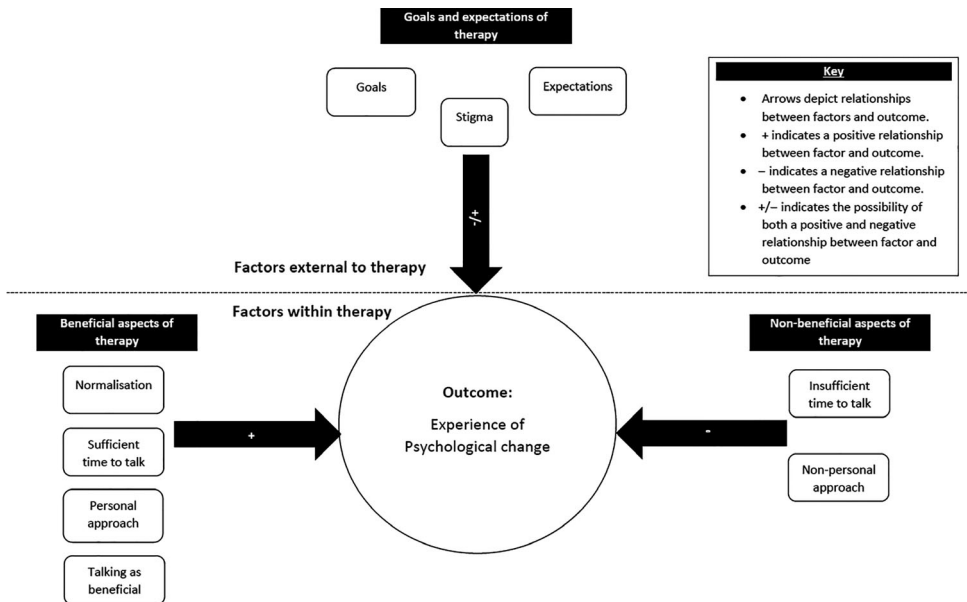 Goals and expectations of
therapy
Goals
Expectations
Stigma
-/+
Key
• Arrows depict relationships
between factors and outcome.
• + indicates a positive relationship
between factor and outcome.
• – indicates a negative relationship
between factor and outcome.
• +/– indicates the possibility of
both a positive and negative
relationship between factor and
outcome
Factors external to therapy
Factors within therapy
Beneficial aspects of
therapy
Normalisation
Sufficient
time to talk
Personal
approach
Talking as
beneficial
+
Outcome:
Experience of
Psychological change
-
Non-beneficial aspects of
therapy
Insufficient
time to talk
Non-personal
approach